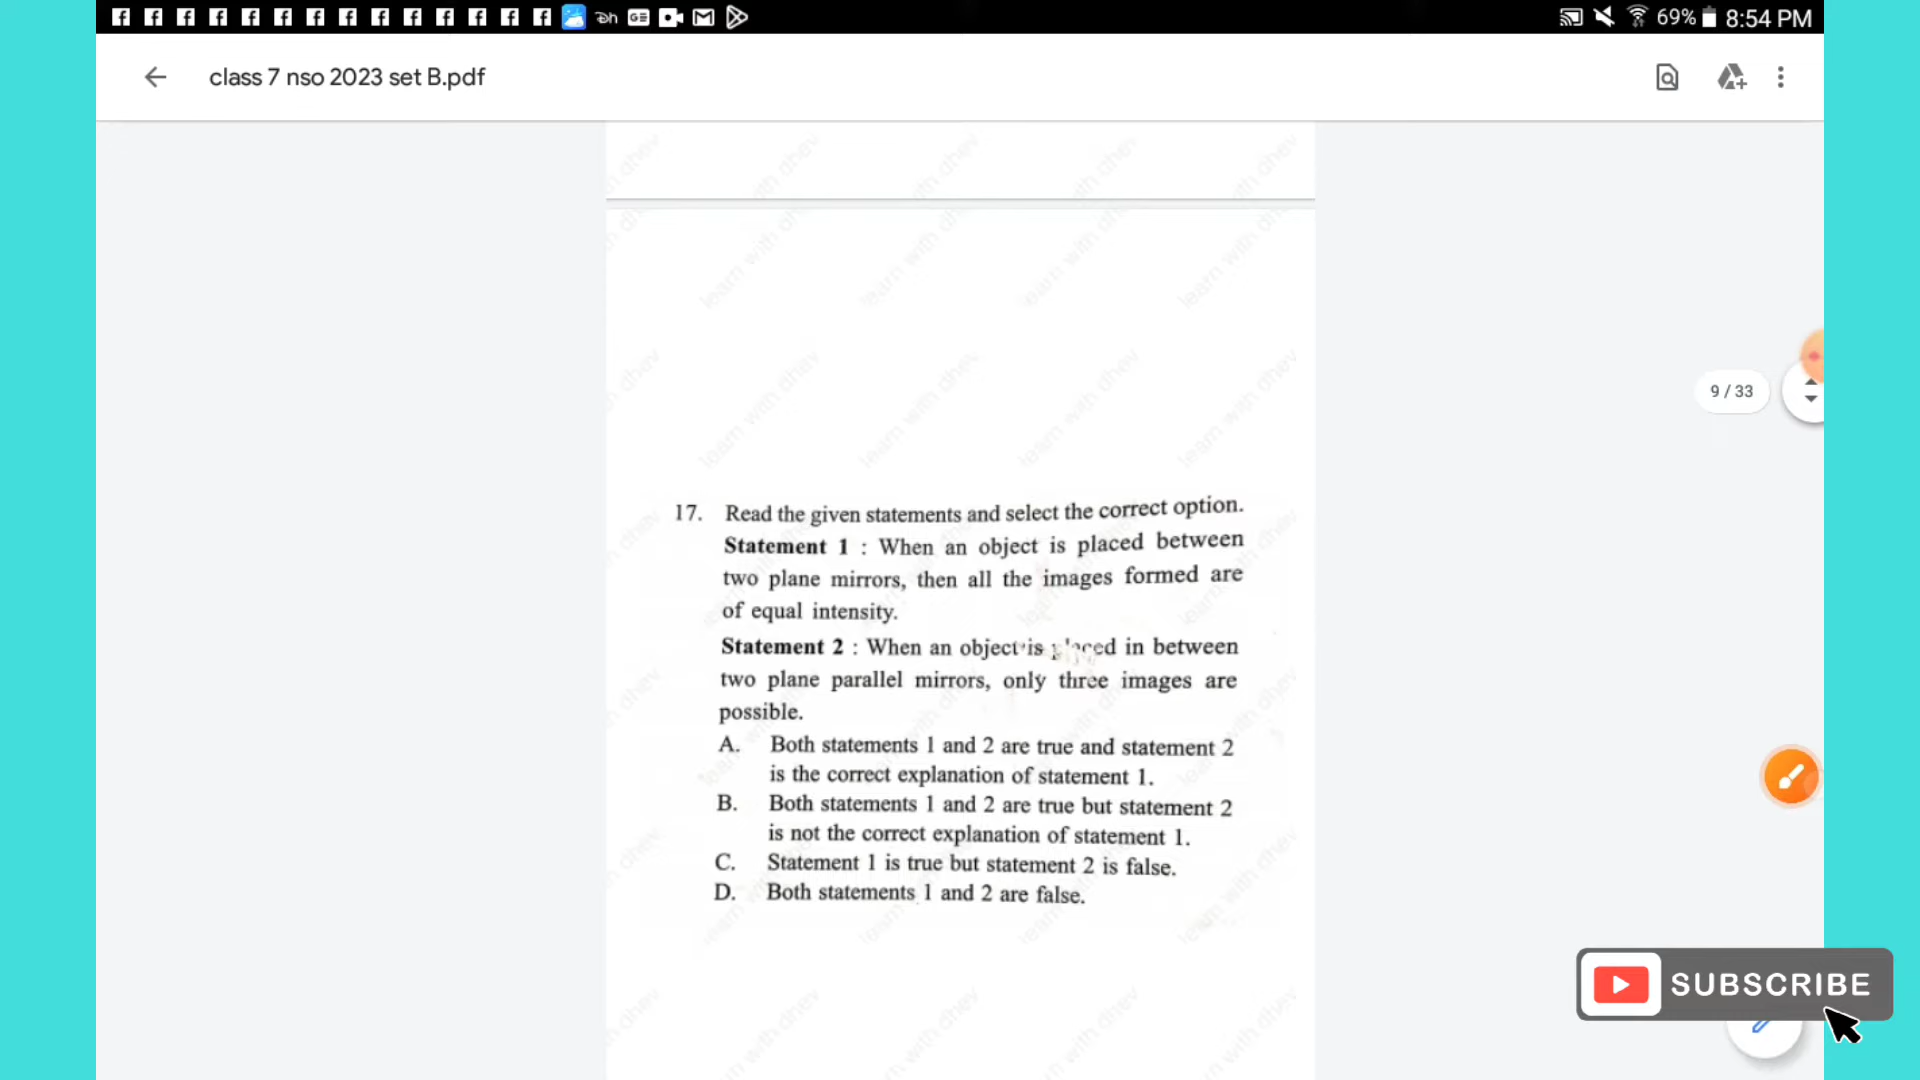 GE
69% 8:54 PM
class 7 nso 2023 set B.pdf
9 / 33
learn with dhev
17. Read the given statements and select the correct option.
Statement 1 : When an object is placed between
two plane mirrors, then all the images formed are
of equal intensity.
Statement 2 : When an object is placed in between
two plane parallel mirrors, only three images are
possible.
A. Both statements 1 and 2 are true and statement 2
is the correct explanation of statement 1.
B. Both statements 1 and 2 are true but statement 2
is not the correct explanation of statement 1.
C. Statement 1 is true but statement 2 is false.
D. Both statements 1 and 2 are false.
SUBSCRIBE